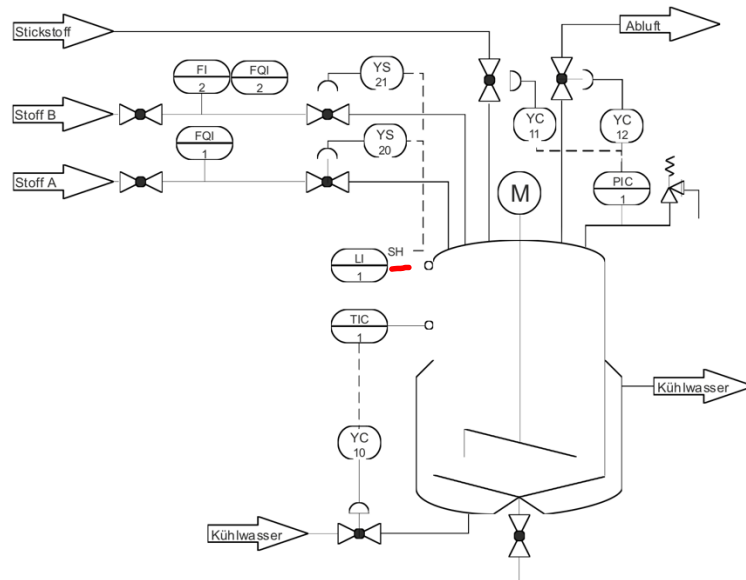 Stickstoff
Abluft
FI
2
FQI
2
YS
21
Stoff B
YC
11
YC
12
FQI
1
YS
20
Stoff A
M
PIC
1
SH
LI
1
TIC
1
Kühlwasser
YC
10
Kühlwasser